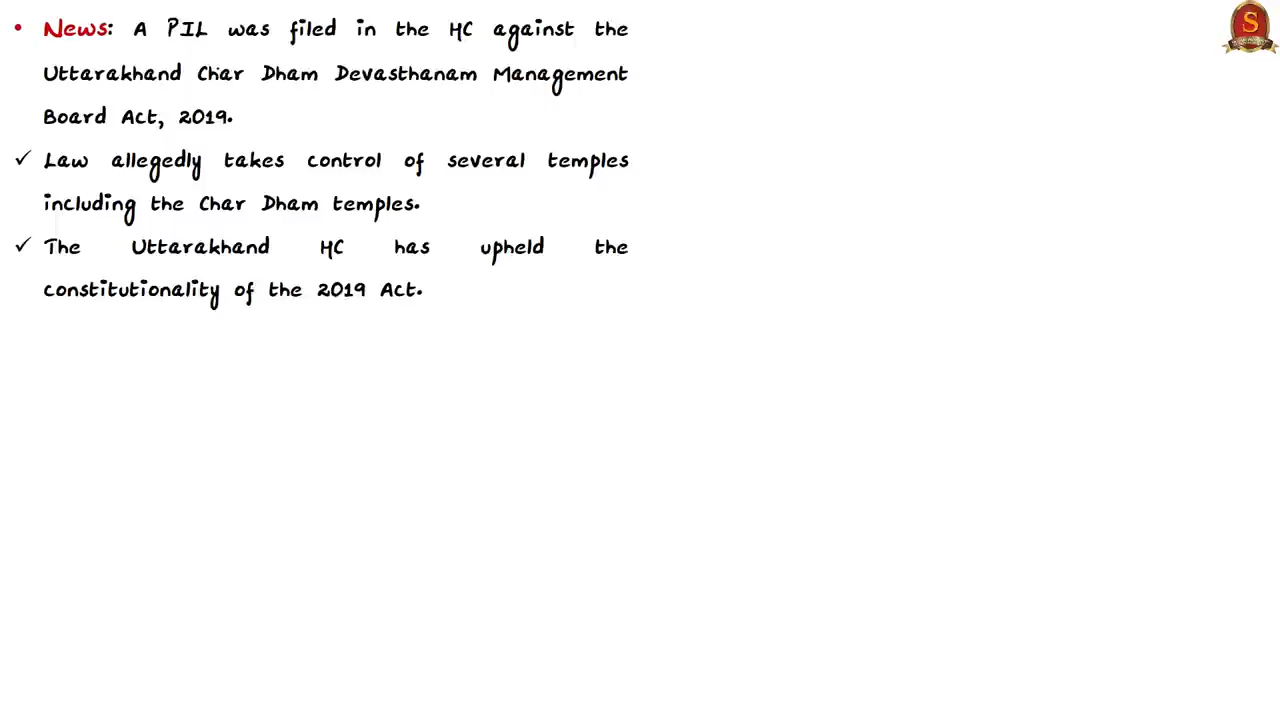 • News: A PIL was filed in the HC against the
Uttarakhand Char Dham Devasthanam Management
Board Act, 2019.
✓ Law allegedly takes control of several temples
including the Char Dham temples.
✓ The Uttarakhand HC has upheld the
constitutionality of the 2019 Act.
S